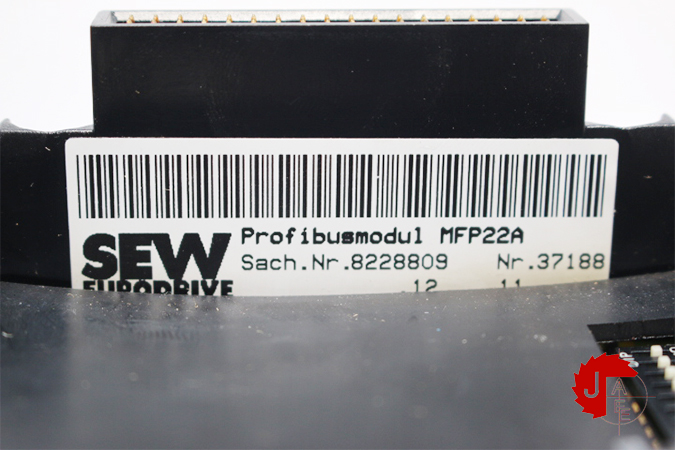 SEW
EURODRIVE
Profibusmodul MFP22A
Sach.Nr.8228809 Nr.37188
.12 11
J